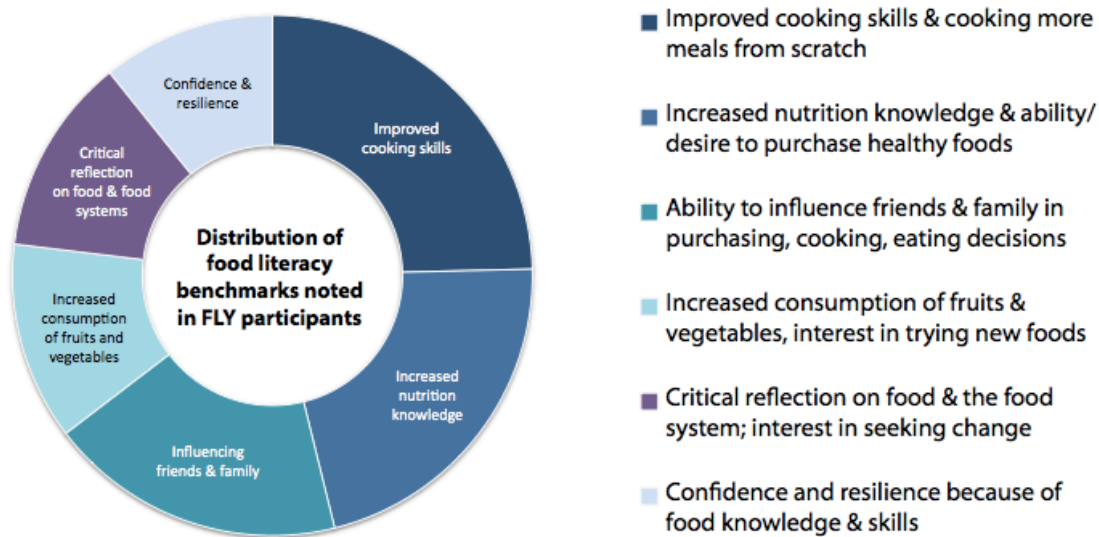 Confidence &
resilience
Improved
cooking skills
Critical
reflection
on food & food
systems
Distribution of
food literacy
benchmarks noted
in FLY participants
Increased
consumption
of fruits and
vegetables
Increased
nutrition
knowledge
Influencing
friends & family
Improved cooking skills & cooking more
meals from scratch
Increased nutrition knowledge & ability/
desire to purchase healthy foods
Ability to influence friends & family in
purchasing, cooking, eating decisions
Increased consumption of fruits &
vegetables, interest in trying new foods
Critical reflection on food & the food
system; interest in seeking change
Confidence and resilience because of
food knowledge & skills